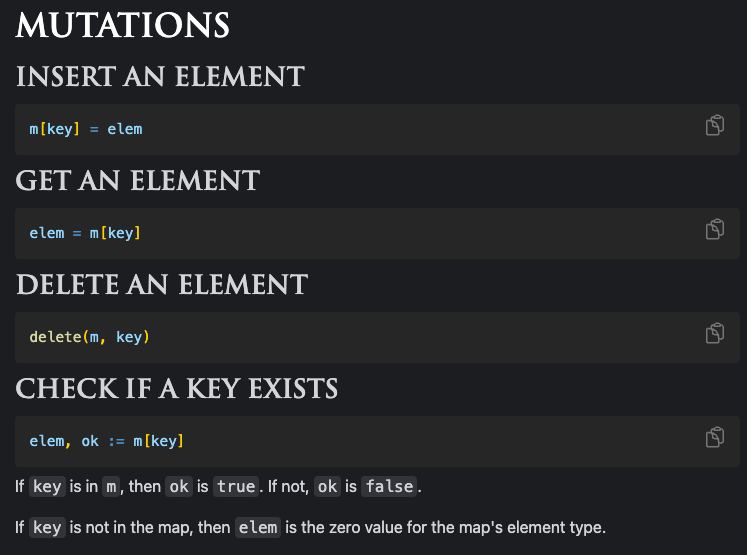 MUTATIONS
INSERT AN ELEMENT
m[key] = elem
GET AN ELEMENT
elem = m[key]
DELETE AN ELEMENT
delete(m, key)
CHECK IF A KEY EXISTS
elem, ok := m[key]
If key is in m, then ok is true. If not, ok is false.
If key is not in the map, then elem is the zero value for the map's element type.